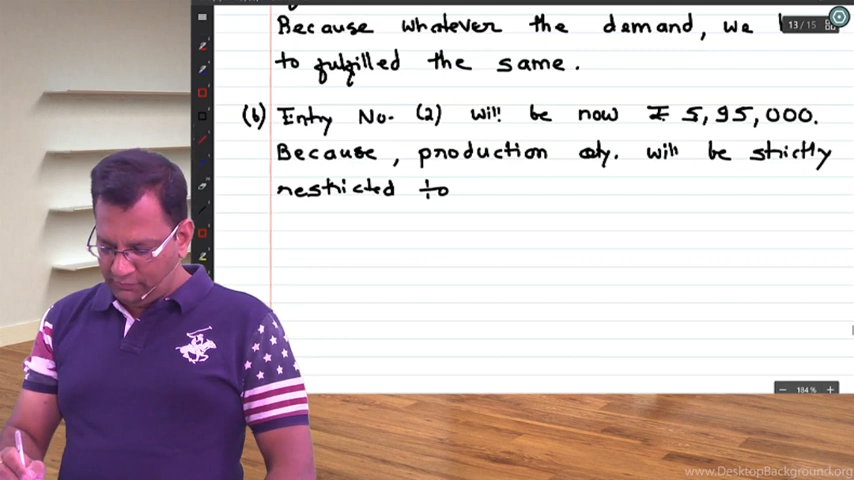 Because whatever the demand, we
13 / 15
to fulfilled the same.
(b) Entry No. (2) will be now ₹ 5,95,000.
Because, production qty. will be strictly
restricted to
184 %
www.DesktopBackground.org